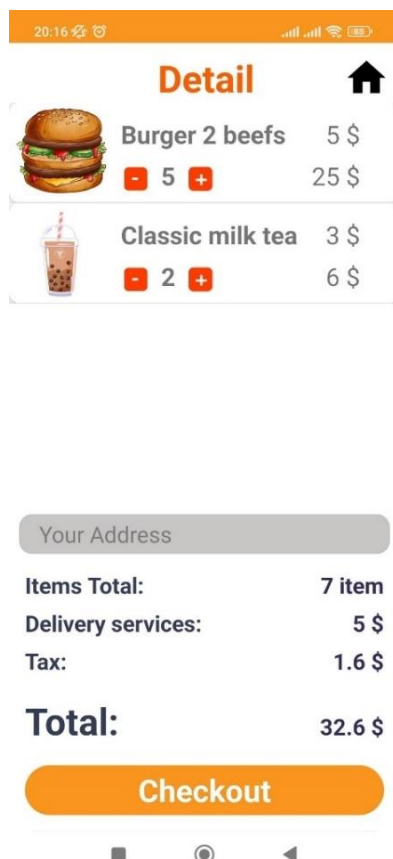 20:16
Detail
Burger 2 beefs 5 $
- 5 + 25 $
Classic milk tea 3 $
- 2 + 6 $
Your Address
Items Total: 7 item
Delivery services: 5 $
Tax: 1.6 $
Total: 32.6 $
Checkout